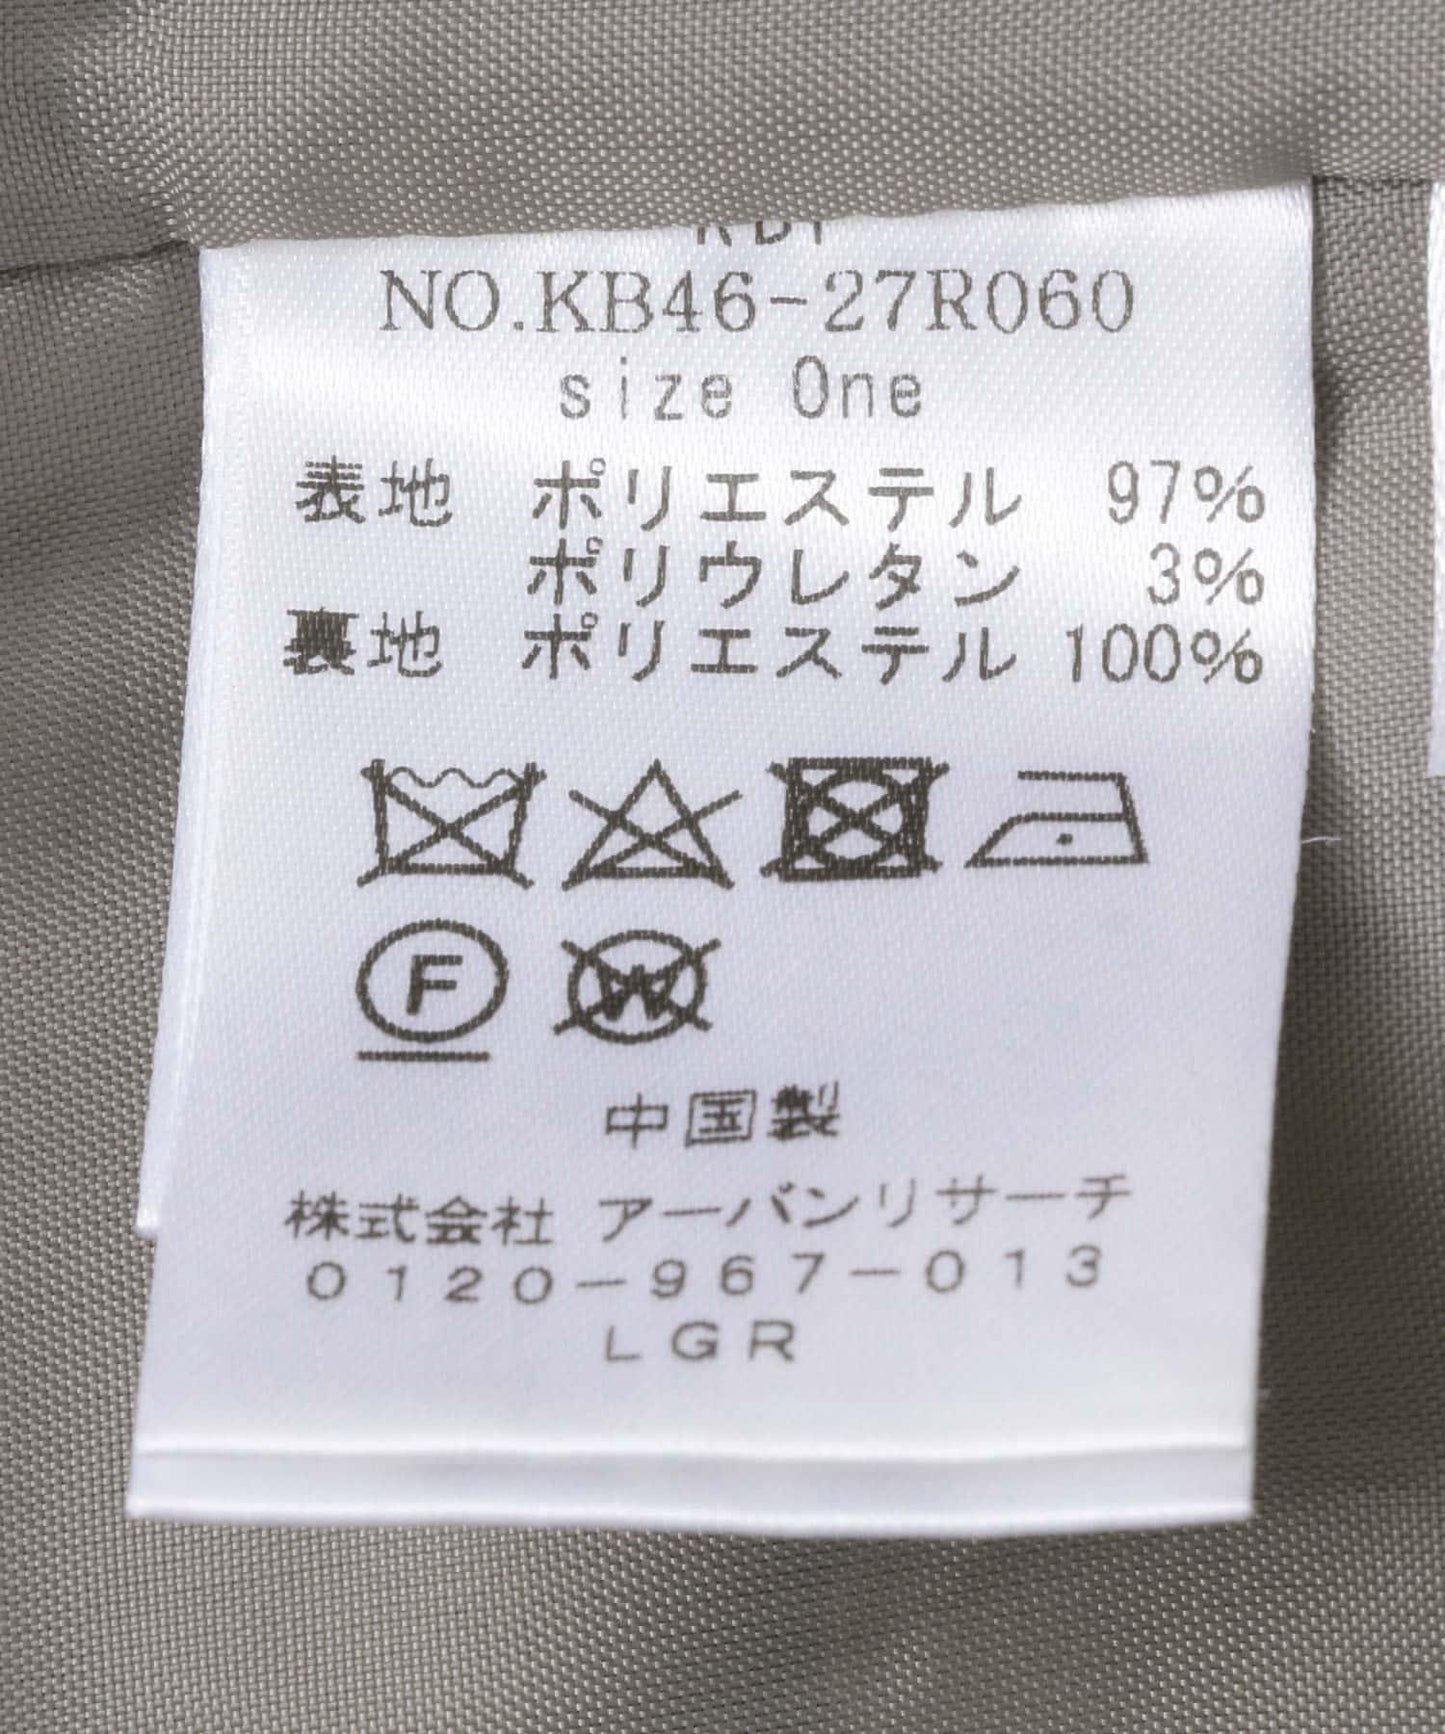 NO.KB46-27R060
size One
表地 ポリエステル 97%
ポリウレタン 3%
裏地 ポリエステル 100%
F
W
中国製
株式会社 アーバンリサーチ
0120-967-013
LGR